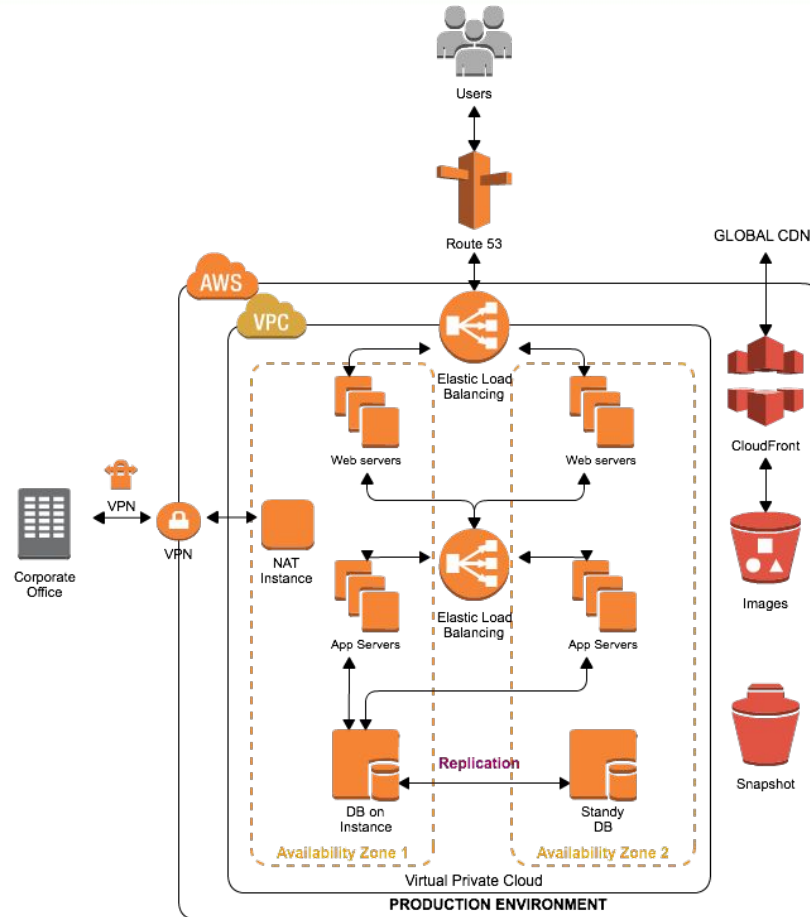 Users
Route 53
GLOBAL CDN
AWS
VPC
Elastic Load
Balancing
Web servers
Web servers
CloudFront
VPN
VPN
Corporate
Office
NAT
Instance
Elastic Load
Balancing
App Servers
App Servers
Images
Replication
DB on
Instance
Standy
DB
Snapshot
Availability Zone 1
Availability Zone 2
Virtual Private Cloud
PRODUCTION ENVIRONMENT